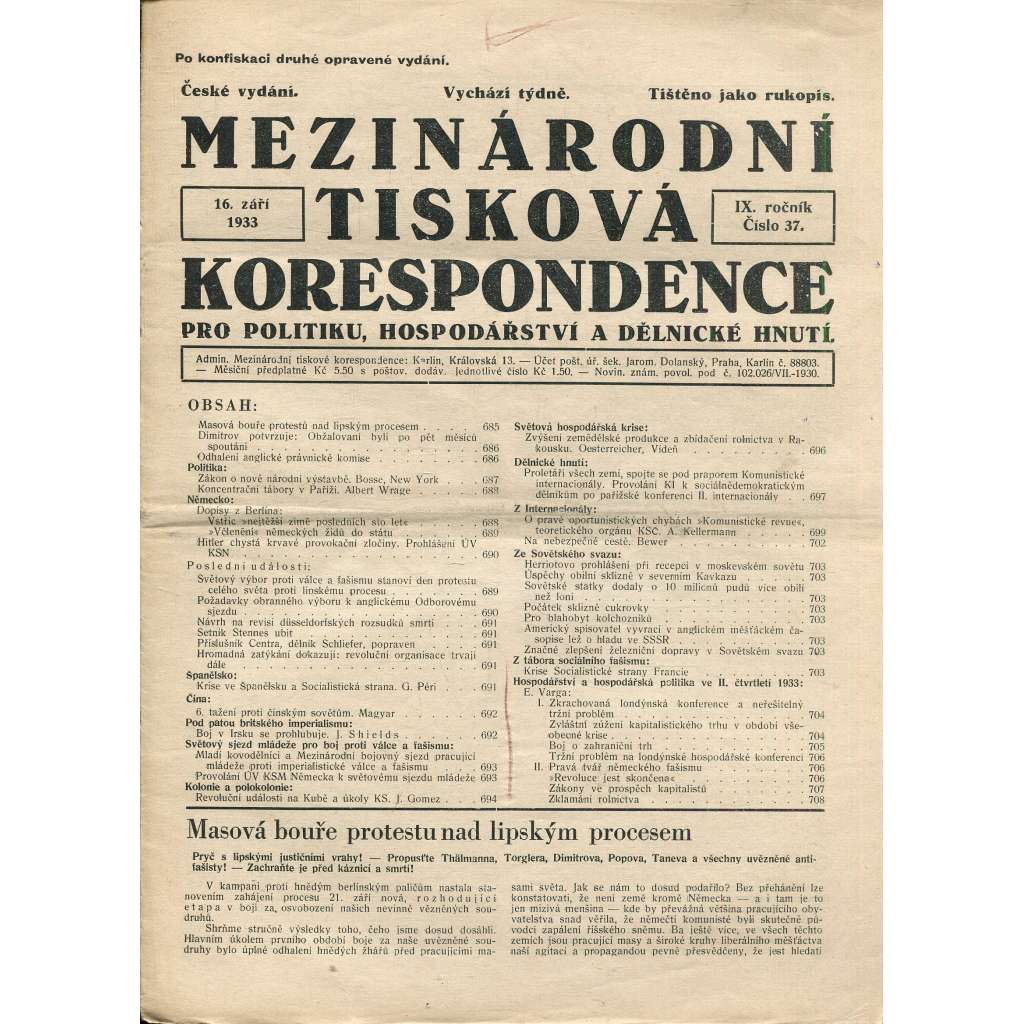 Po konfiskaci druhé opravené vydání.
České vydání. Vychází týdně. Tištěno jako rukopis.
MEZINÁRODNÍ
16. září
1933
TISKOVÁ
IX. ročník
Číslo 37.
KORESPONDENCE
PRO POLITIKU, HOSPODÁŘSTVÍ A DĚLNICKÉ HNUTÍ.
Admin. Mezinárodní tiskové korespondence: Karlín, Královská 13. — Účet pošt. úř. šek. Jarom. Dolanský, Praha, Karlín č. 88803.
— Měsíční předplatné Kč 5.50 s poštov. dodáv. Jednotlivé číslo Kč 1.50. — Novin. znám. povol. pod č. 102.026/VII.-1930.
OBSAH:
Masová bouře protestů nad lipským procesem . . . . 685
Dimitrov potvrzuje: Obžalovaní byli po pět měsíců
spoutáni . . . . . . . . 686
Odhalení anglické právnické komise . . . . . 686
Politika:
Zákon o nové národní výstavbě. Bosse, New York . . 687
Koncentrační tábory v Paříži. Albert Wrage . . . . 688
Německo:
Dopisy z Berlína:
Vstříc »nejtěžší zimě posledních sto let« . . . . 688
»Včlenění« německých židů do státu . . . . . 689
Hitler chystá krvavé provokační zločiny. Prohlášení ÚV
KSN . . . . . . . . 690
Poslední události:
Světový výbor proti válce a fašismu stanoví den protestu
celého světa proti linskému procesu . . . . . 689
Požadavky obranného výboru k anglickému Odborovému
sjezdu . . . . . . . . 690
Návrh na revisi düsseldorfských rozsudků smrti . . . 691
Setník Stennes ubit . . . . . . . 691
Příslušník Centra, dělník Schliefer, popraven . . . 691
Hromadná zatýkání dokazují: revoluční organisace trvají
dále . . . . . . . . 691
Španělsko:
Krise ve Španělsku a Socialistická strana. G. Péri . . . 691
Čína:
6. tažení proti čínským sovětům. Magyar . . . . . 692
Pod patou britského imperialismu:
Boj v Irsku se prohlubuje. J. Shields . . . . . 692
Světový sjezd mládeže pro boj proti válce a fašismu:
Mladí kovodělníci a Mezinárodní bojovný sjezd pracující
mládeže proti imperialistické válce a fašismu . . . . 693
Provolání ÚV KSM Německa k světovému sjezdu mládeže 693
Kolonie a polokolonie:
Revoluční události na Kubě a úkoly KS. J. Gomez . . 694
Světová hospodářská krise:
Zvýšení zemědělské produkce a zbídačení rolnictva v Ra-
kousku. Oesterreicher, Vídeň . . . . . . 696
Dělnické hnutí:
Proletáři všech zemí, spojte se pod praporem Komunistické
internacionály. Provolání KI k sociálnědemokratickým
dělníkům po pařížské konferenci II. internacionály . . 697
Z Internacionály:
O pravě oportunistických chybách »Komunistické revue«,
teoretického orgánu KSČ. A. Kellermann . . . . 699
Na nebezpečné cestě. Bewer . . . . . . 702
Ze Sovětského svazu:
Herriotovo prohlášení při recepci v moskevském sovětu 703
Úspěchy obilní sklizně v severním Kavkazu . . . . 703
Sovětské statky dodaly o 10 milionů pudů více obilí
než loni . . . . . . . . 703
Počátek sklizně cukrovky . . . . . . 703
Pro blahobyt kolchozníků . . . . . . 703
Americký spisovatel vyvrací v anglickém měšťáckém ča-
sopise lež o hladu ve SSSR . . . . . . 703
Značné zlepšení železniční dopravy v Sovětském svazu 703
Z tábora sociálního fašismu:
Krise Socialistické strany Francie . . . . . 703
Hospodářství a hospodářská politika ve II. čtvrtletí 1933:
E. Varga:
I. Zkrachovaná londýnská konference a neřešitelný
tržní problém . . . . . . . 704
Zvláštní zúžení kapitalistického trhu v období vše-
obecné krise . . . . . . . 704
Boj o zahraniční trh . . . . . . 705
Tržní problém na londýnské hospodářské konferenci 706
II. Pravá tvář německého fašismu . . . . . 706
»Revoluce jest skončena« . . . . . . 706
Zákony ve prospěch kapitalistů . . . . . 707
Zklamání rolnictva . . . . . . . 708
Masová bouře protestu nad lipským procesem
Pryč s lipskými justičními vrahy! — Propusťte Thälmanna, Torglera, Dimitrova, Popova, Taneva a všechny uvězněné anti-
fašisty! — Zachraňte je před káznicí a smrtí!
V kampani proti hnědým berlínským paličům nastala sta-
novením zahájení procesu 21. září nová, rozhodující
etapa v boji za osvobození našich nevinně vězněných sou-
druhů.
Shrňme stručně výsledky toho, čeho jsme dosud dosáhli.
Hlavním úkolem prvního období boje za naše uvězněné sou-
druhy bylo úplné odhalení hnědých žhářů před pracujícími ma-
sami světa. Jak se nám to dosud podařilo? Bez přehánění lze
konstatovati, že není země kromě Německa — a i tam je to
jen mizivá menšina — kde by převážná většina pracujícího oby-
vatelstva snad věřila, že němečtí komunisté byli skutečně pů-
vodci zapálení říšského sněmu. Ba ještě více, ve všech těchto
zemích jsou pracující masy a široké kruhy liberálního měšťáctva
naší agitací a propagandou pevně přesvědčeny, že jest hledati